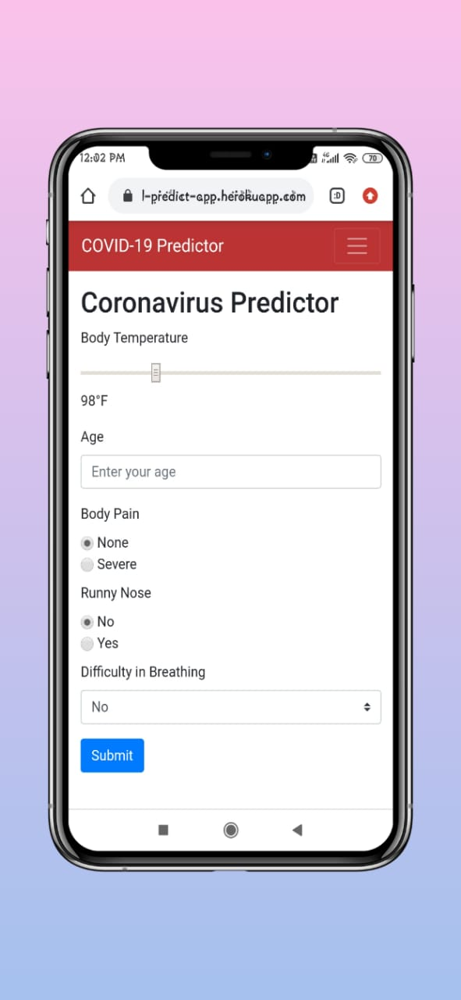 12:02 PM 4G 70
l-predict-app.herokuapp.com :D
COVID-19 Predictor
Coronavirus Predictor
Body Temperature
98°F
Age
Enter your age
Body Pain
None
Severe
Runny Nose
No
Yes
Difficulty in Breathing
No
Submit